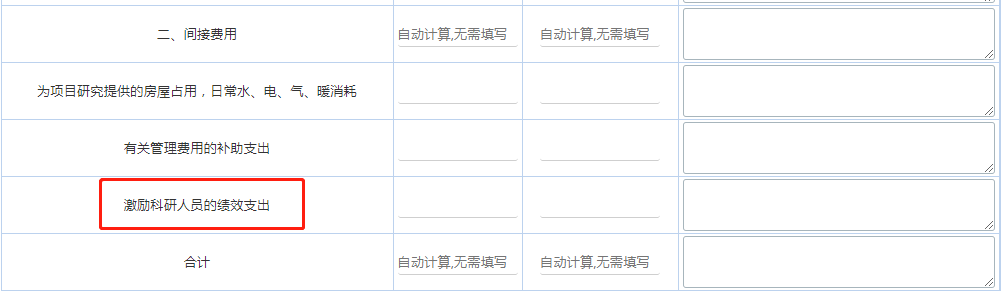 二、间接费用 自动计算,无需填写 自动计算,无需填写
为项目研究提供的房屋占用，日常水、电、气、暖消耗
有关管理费用的补助支出
激励科研人员的绩效支出
合计 自动计算,无需填写 自动计算,无需填写